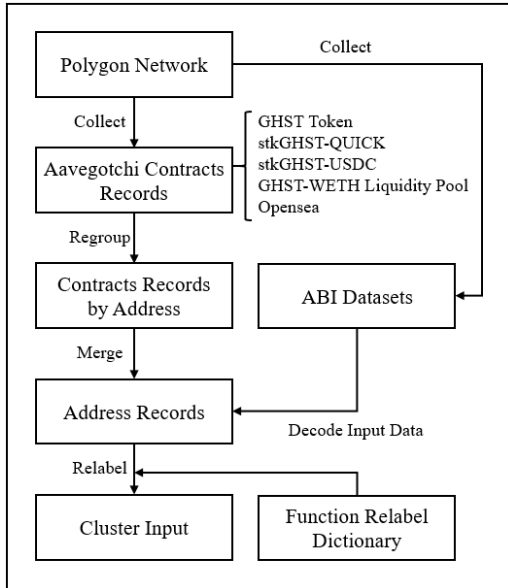 Collect
Polygon Network
Collect
GHST Token
stkGHST-QUICK
stkGHST-USDC
GHST-WETH Liquidity Pool
Opensea
Aavegotchi Contracts
Records
Regroup
Contracts Records
by Address
ABI Datasets
Merge
Address Records
Decode Input Data
Relabel
Cluster Input
Function Relabel
Dictionary